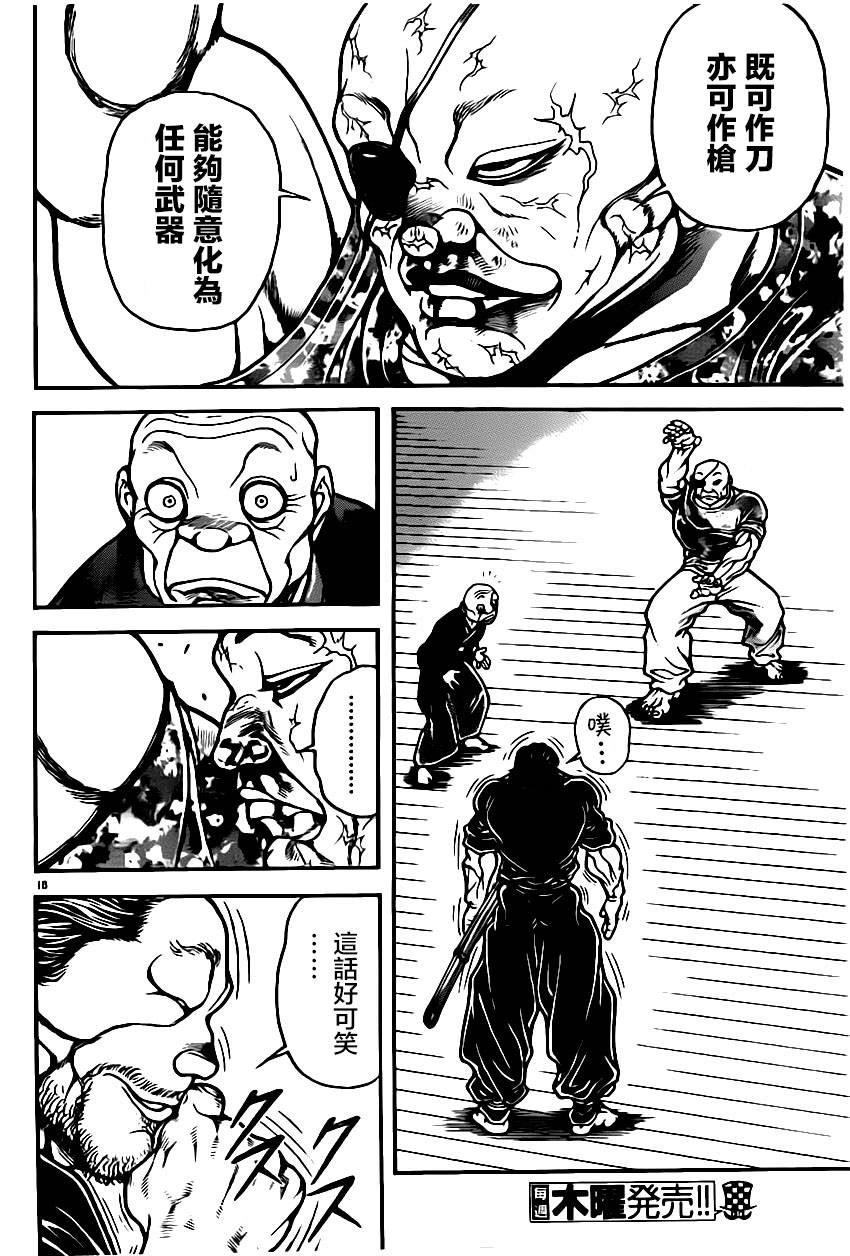 既可作刀
亦可作槍
能夠隨意化為
任何武器
噗…
…………
18
這話好可笑
……
クスクス
毎週木曜発売!!